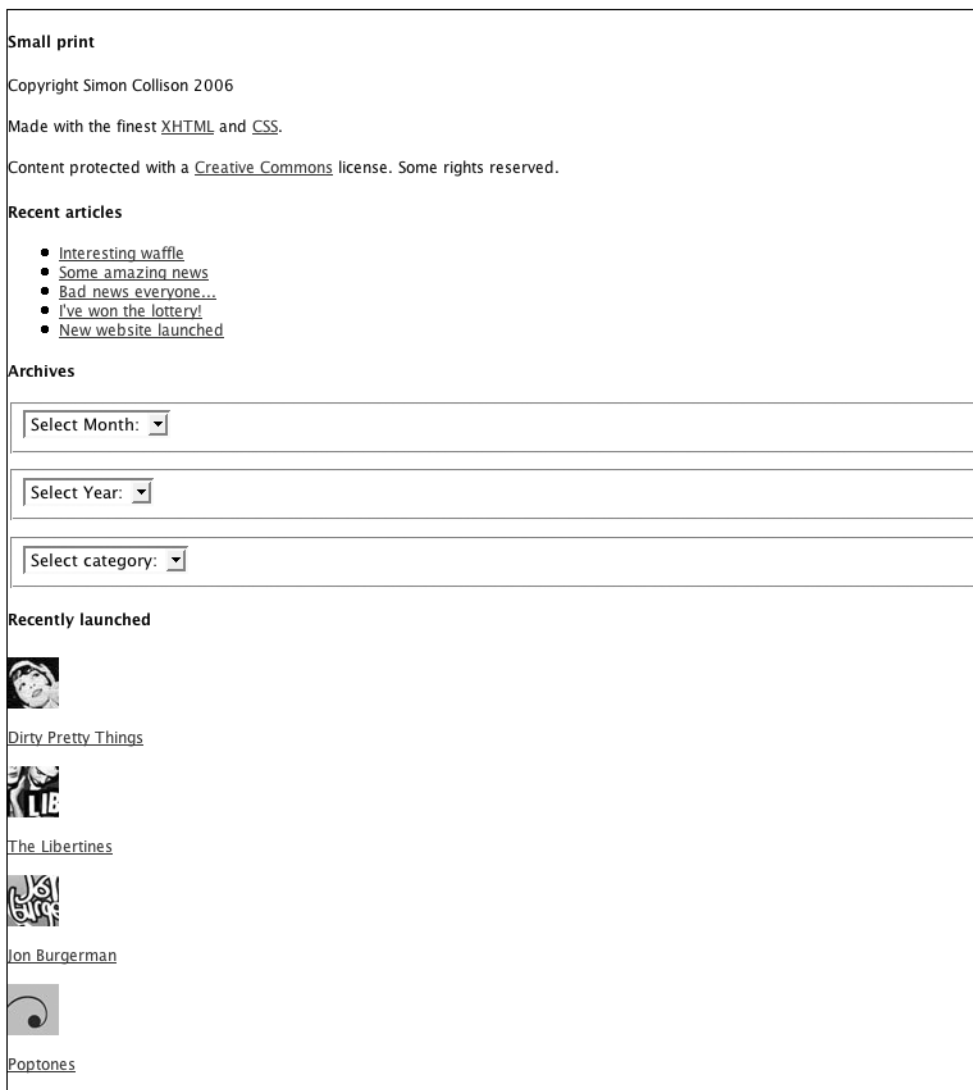 Small print
Copyright Simon Collison 2006
Made with the finest XHTML and CSS.
Content protected with a Creative Commons license. Some rights reserved.
Recent articles
Interesting waffle
Some amazing news
Bad news everyone...
I've won the lottery!
New website launched
Archives
Select Month:
Select Year:
Select category:
Recently launched
Dirty Pretty Things
LIB
The Libertines
Jon Burgerman
Poptones